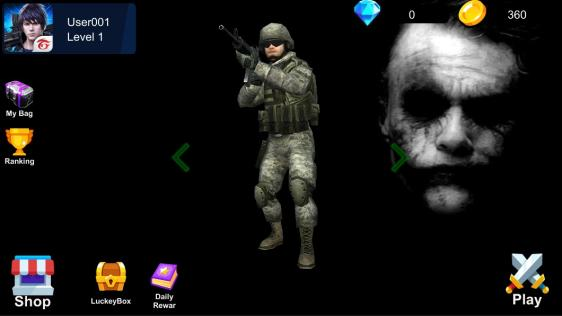 User001
Level 1
0
360
My Bag
Ranking
Shop
LuckeyBox
Daily
Rewar
Play